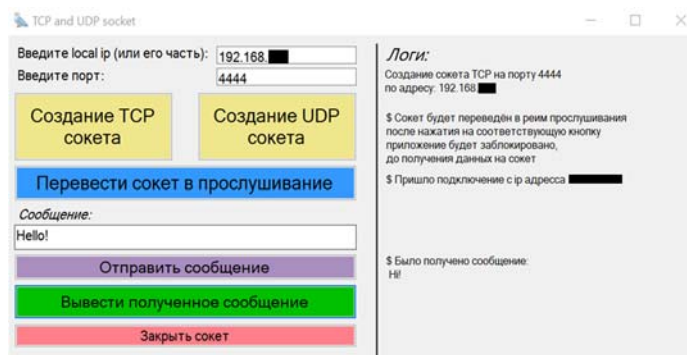 TCP and UDP socket
Введите local ip (или его часть):
192.168.
Введите порт:
4444
Создание TCP
сокета
Создание UDP
сокета
Перевести сокет в прослушивание
Сообщение:
Hello!
Отправить сообщение
Вывести полученное сообщение
Закрыть сокет
Логи:
Создание сокета TCP на порту 4444
по адресу: 192.168.
$ Сокет будет переведён в реим прослушивания
после нажатия на соответствующую кнопку
приложение будет заблокировано,
до получения данных на сокет
$ Пришло подключение с ip адресса
$ Было получено сообщение:
Hi!